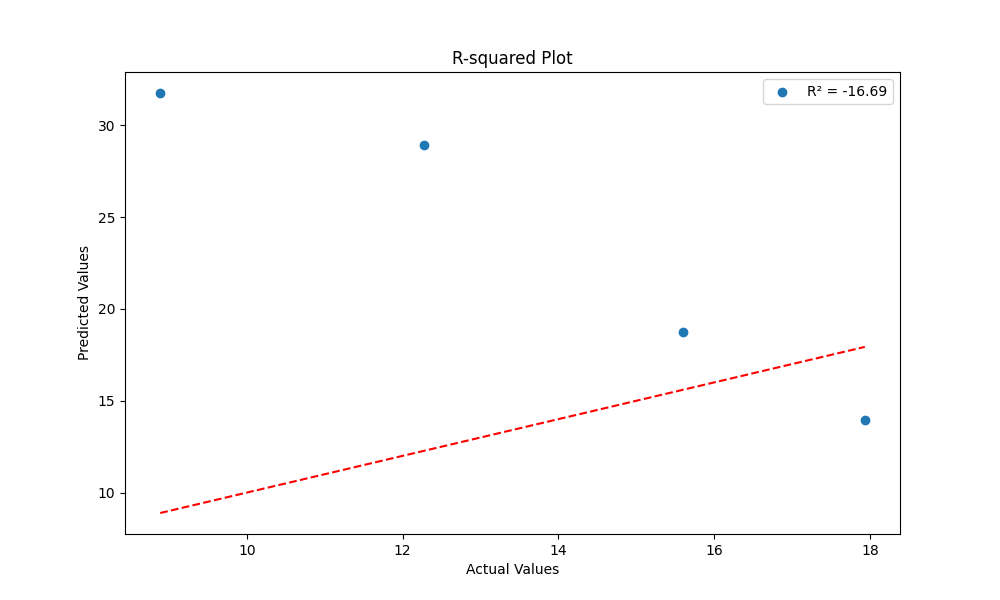 R-squared Plot
R² = -16.69
Predicted Values
30
25
20
15
10
10 12 14 16 18
Actual Values